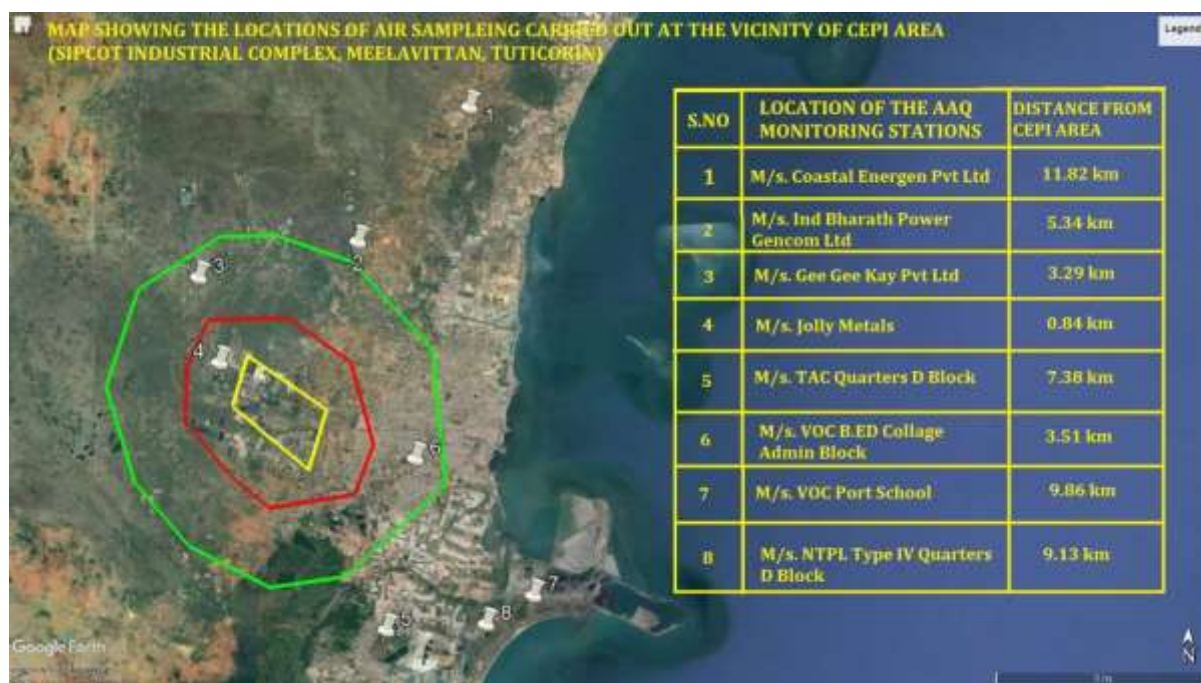 MAP SHOWING THE LOCATIONS OF AIR SAMPLEING CARRIED OUT AT THE VICINITY OF CEPI AREA
(SIPCOT INDUSTRIAL COMPLEX, MEELAVITTAN, TUTICORIN)
Legend
S.NO
LOCATION OF THE AAQ
MONITORING STATIONS
DISTANCE FROM
CEPI AREA
1
M/s. Coastal Energen Pvt Ltd
11.82 km
2
M/s. Ind Bharath Power
Gencom Ltd
5.34 km
3
M/s. Gee Gee Kay Pvt Ltd
3.29 km
4
M/s. Jolly Metals
0.84 km
5
M/s. TAC Quarters D Block
7.38 km
6
M/s. VOC B.ED Collage
Admin Block
3.51 km
7
M/s. VOC Port School
9.86 km
8
M/s. NTPL Type IV Quarters
D Block
9.13 km
1
2
3
4
6
7
8
5
Google Earth
N